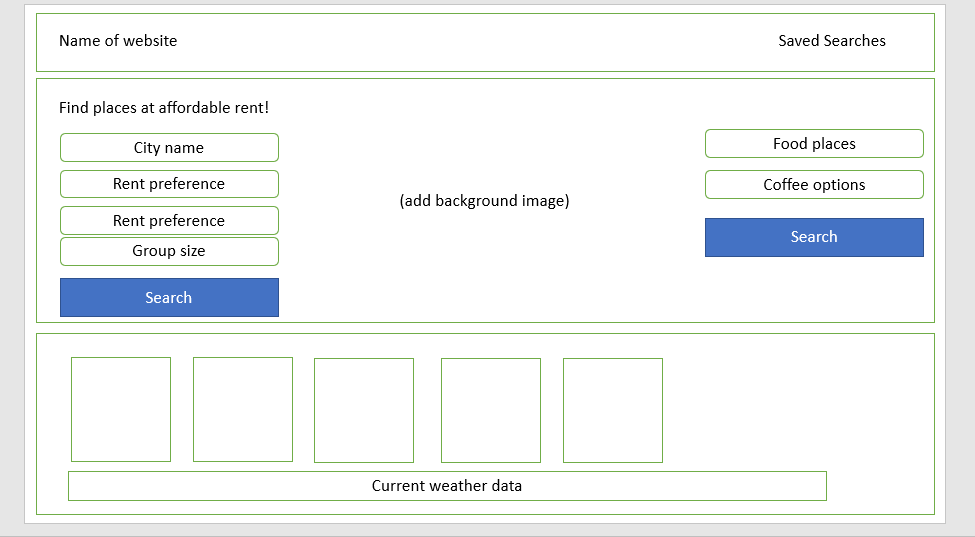 Name of website
Saved Searches
Find places at affordable rent!
City name
Rent preference
Rent preference
Group size
Search
(add background image)
Food places
Coffee options
Search
Current weather data